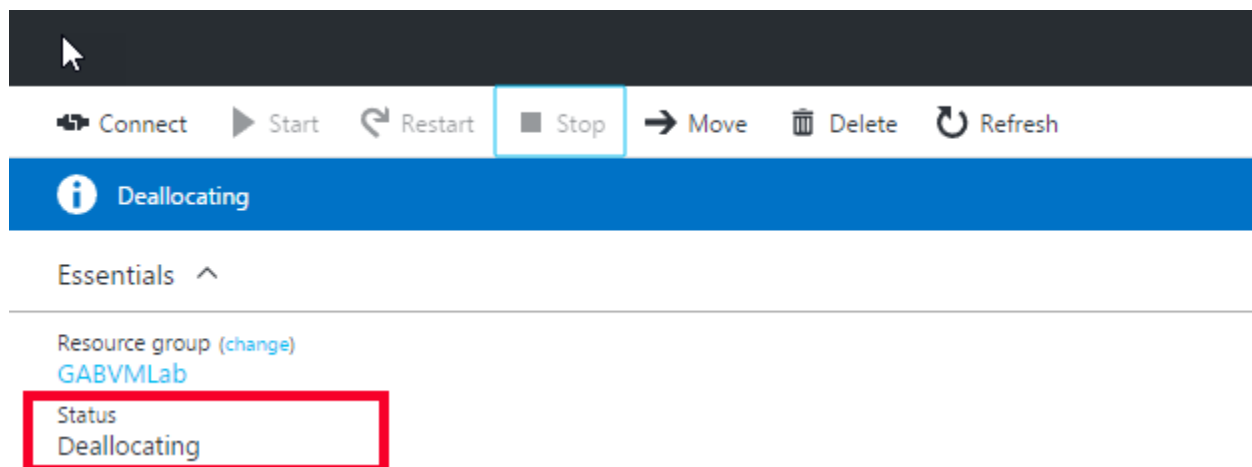 Connect Start Restart Stop Move Delete Refresh
Deallocating
Essentials
Resource group (change)
GABVMLab
Status
Deallocating